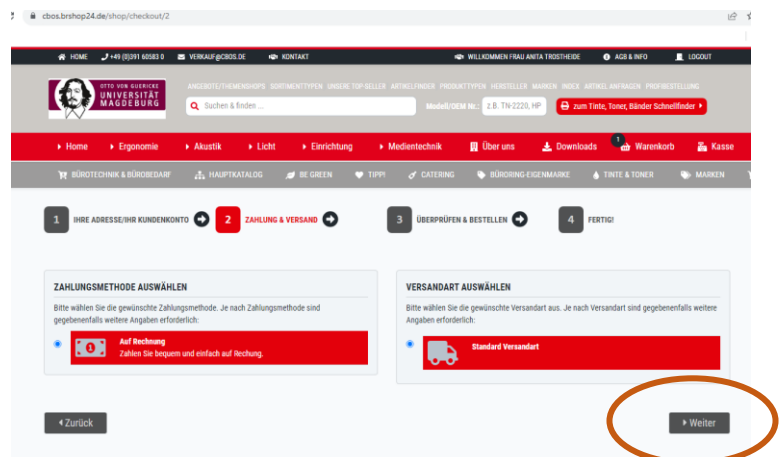 cbos.brshop24.de/shop/checkout/2
HOME +49 (0)391 60583 0 VERKAUF@CBOS.DE KONTAKT WILLKOMMEN FRAU ANITA TROSTHEIDE AGB & INFO LOGOUT
OTTO VON GUERICKE
UNIVERSITÄT
MAGDEBURG
ANGEBOTE/THEMENSHOPS SORTIMENTTYPEN UNSERE TOP-SELLER ARTIKELFINDER PRODUKTTYPEN HERSTELLER MARKEN INDEX ARTIKEL ANFRAGEN PROFIBESTELLUNG
Suchen & finden ... Modell/OEM Nr.: z.B. TN-2220, HP zum Tinte, Toner, Bänder Schnellfinder
Home Ergonomie Akustik Licht Einrichtung Medientechnik Über uns Downloads 1 Warenkorb Kasse
BÜROTECHNIK & BÜROBEDARF HAUPTKATALOG BE GREEN TIPP! CATERING BÜRORING-EIGENMARKE TINTE & TONER MARKEN
1 IHRE ADRESSE/IHR KUNDENKONTO 2 ZAHLUNG & VERSAND 3 ÜBERPRÜFEN & BESTELLEN 4 FERTIG!
ZAHLUNGSMETHODE AUSWÄHLEN
Bitte wählen Sie die gewünschte Zahlungsmethode. Je nach Zahlungsmethode sind
gegebenenfalls weitere Angaben erforderlich:
Auf Rechnung
Zahlen Sie bequem und einfach auf Rechung.
VERSANDART AUSWÄHLEN
Bitte wählen Sie die gewünschte Versandart aus. Je nach Versandart sind gegebenenfalls weitere
Angaben erforderlich:
Standard Versandart
Zurück Weiter